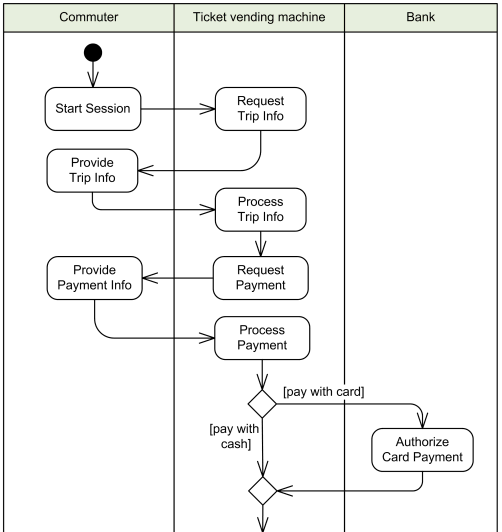 Commuter
Ticket vending machine
Bank
Start Session
Request
Trip Info
Provide
Trip Info
Process
Trip Info
Provide
Payment Info
Request
Payment
Process
Payment
[pay with card]
[pay with
cash]
Authorize
Card Payment